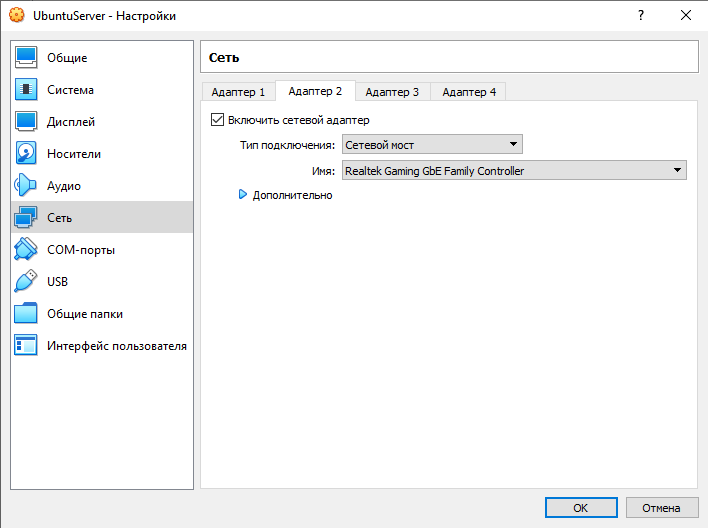 UbuntuServer - Настройки
?
Общие
Система
Дисплей
Носители
Аудио
Сеть
COM-порты
USB
Общие папки
Интерфейс пользователя
Сеть
Адаптер 1 Адаптер 2 Адаптер 3 Адаптер 4
Включить сетевой адаптер
Тип подключения: Сетевой мост
Имя: Realtek Gaming GbE Family Controller
Дополнительно
OK Отмена